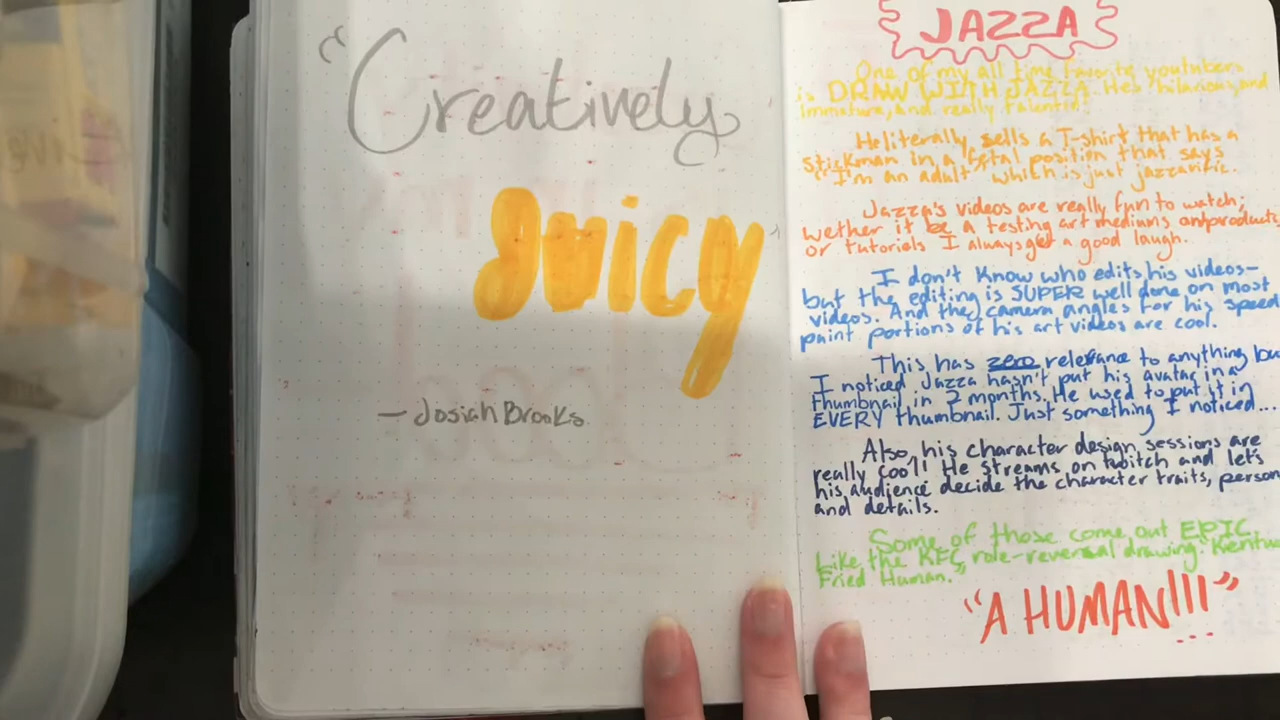 "Creatively
Juicy
- Josiah Brooks
JAZZA
One of my all time favorite youtubers
is DRAW WITH JAZZA. He's hilarious, and
immature, and really talented!
He literally sells a T-shirt that has a
stickman in a fetal position that says
"I'm an adult" which is just jazzarific.
Jazza's videos are really fun to watch,
wether it be a testing art mediums and products
or tutorials I always get a good laugh.
I don't know who edits his videos-
but the editing is SUPER well done on most
videos. And the camera angles for his speed
paint portions of his art videos are cool.
This has zero relevance to anything bu
I noticed Jazza hasn't put his avatar in a
thumbnail in 2 months. He used to put it in
EVERY thumbnail. Just something I noticed...
Also, his character design sessions are
really cool! He streams on twitch and lets
his audience decide the character traits, person
and details.
Some of those come out EPIC.
Like the KFC role-reversal drawing: Kentuc
Fried Human.
"A HUMAN!!!"